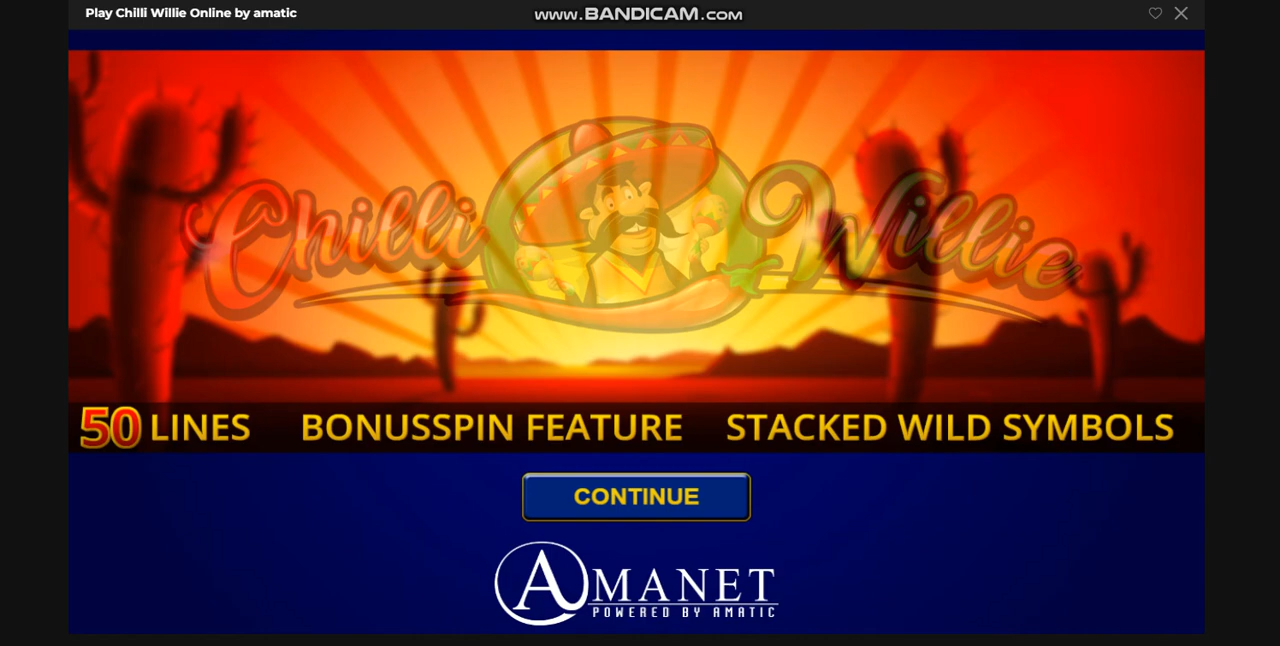 Play Chilli Willie Online by amatic
www.BANDICAM.com
Chilli Willie
50 LINES BONUSSPIN FEATURE STACKED WILD SYMBOLS
CONTINUE
AMANET
POWERED BY AMATIC